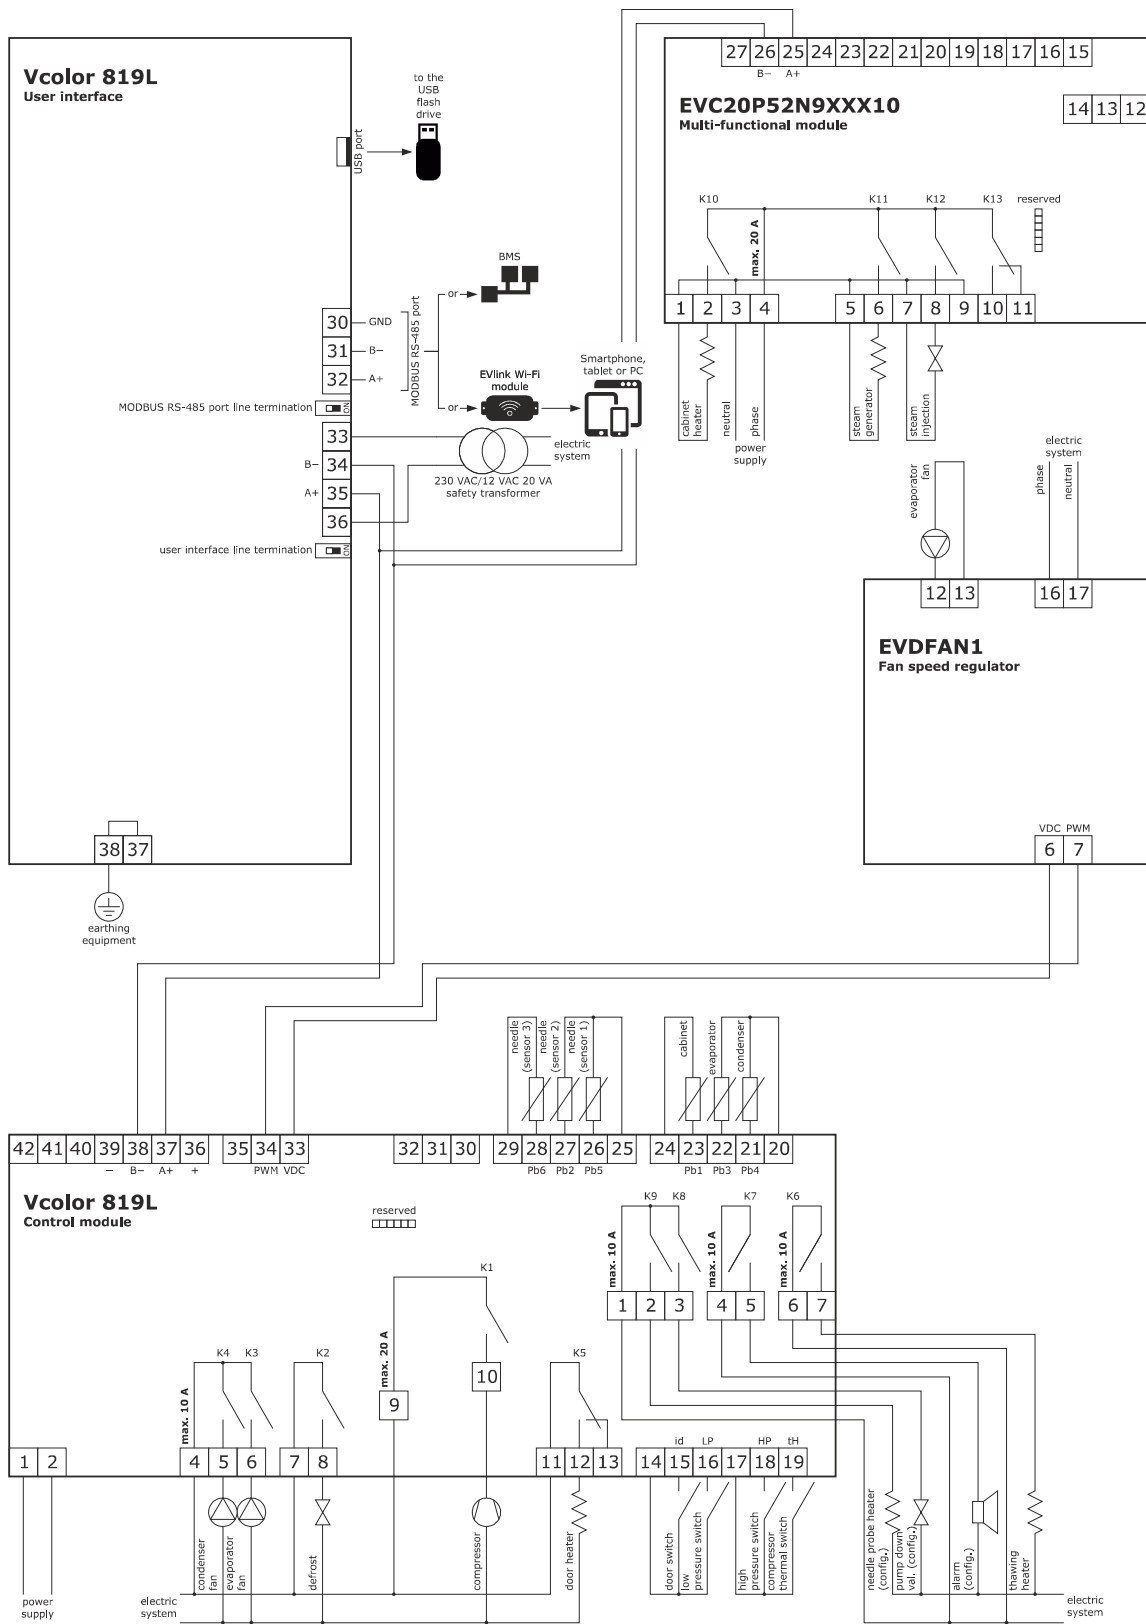 Vcolor 819L
User interface
to the
USB
flash
drive
USB port
BMS
or
30
GND
31
B−
32
A+
MODBUS RS-485 port
EVlink Wi-Fi
module
or
Smartphone,
tablet or PC
MODBUS RS-485 port line termination
ON
33
B− 34
A+ 35
36
electric
system
230 VAC/12 VAC 20 VA
safety transformer
user interface line termination
ON
38 37
earthing
equipment
27 26 25 24 23 22 21 20 19 18 17 16 15
B− A+
EVC20P52N9XXX10
Multi-functional module
14 13 12
K10 K11 K12 K13 reserved
max. 20 A
1 2 3 4 5 6 7 8 9 10 11
cabinet
heater
neutral
phase
power
supply
steam
generator
steam
injection
electric
system
evaporator
fan
phase
neutral
12 13 16 17
EVDFAN1
Fan speed regulator
VDC PWM
6 7
needle
(sensor 3)
needle
(sensor 2)
needle
(sensor 1)
cabinet
evaporator
condenser
42 41 40 39 38 37 36 35 34 33 32 31 30 29 28 27 26 25 24 23 22 21 20
− B− A+ + PWM VDC Pb6 Pb2 Pb5 Pb1 Pb3 Pb4
Vcolor 819L
Control module
reserved
K9 K8 K7 K6
max. 10 A
max. 10 A
max. 10 A
1 2 3 4 5 6 7
K1
max. 20 A
9
10
K4 K3 K2 K5
max. 10 A
id LP HP tH
1 2 4 5 6 7 8 11 12 13 14 15 16 17 18 19
condenser
fan
evaporator
fan
defrost
compressor
door heater
door switch
low
pressure switch
high
pressure switch
compressor
thermal switch
needle probe heater
(config.)
pump down
val. (config.)
alarm
(config.)
thawing
heater
power
supply
electric
system
electric
system